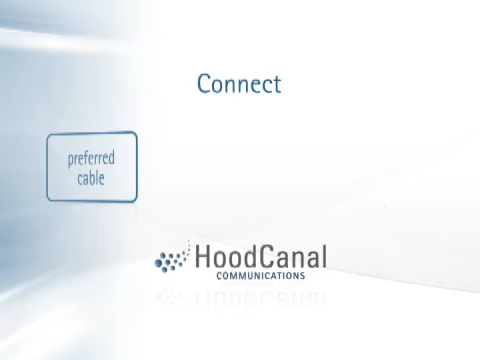 Connect
preferred
cable
HoodCanal
COMMUNICATIONS